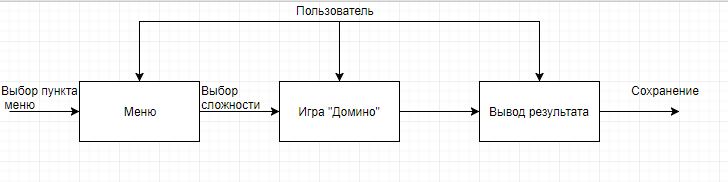 Пользователь
Выбор пункта
меню
Меню
Выбор
сложности
Игра "Домино"
Вывод результата
Сохранение